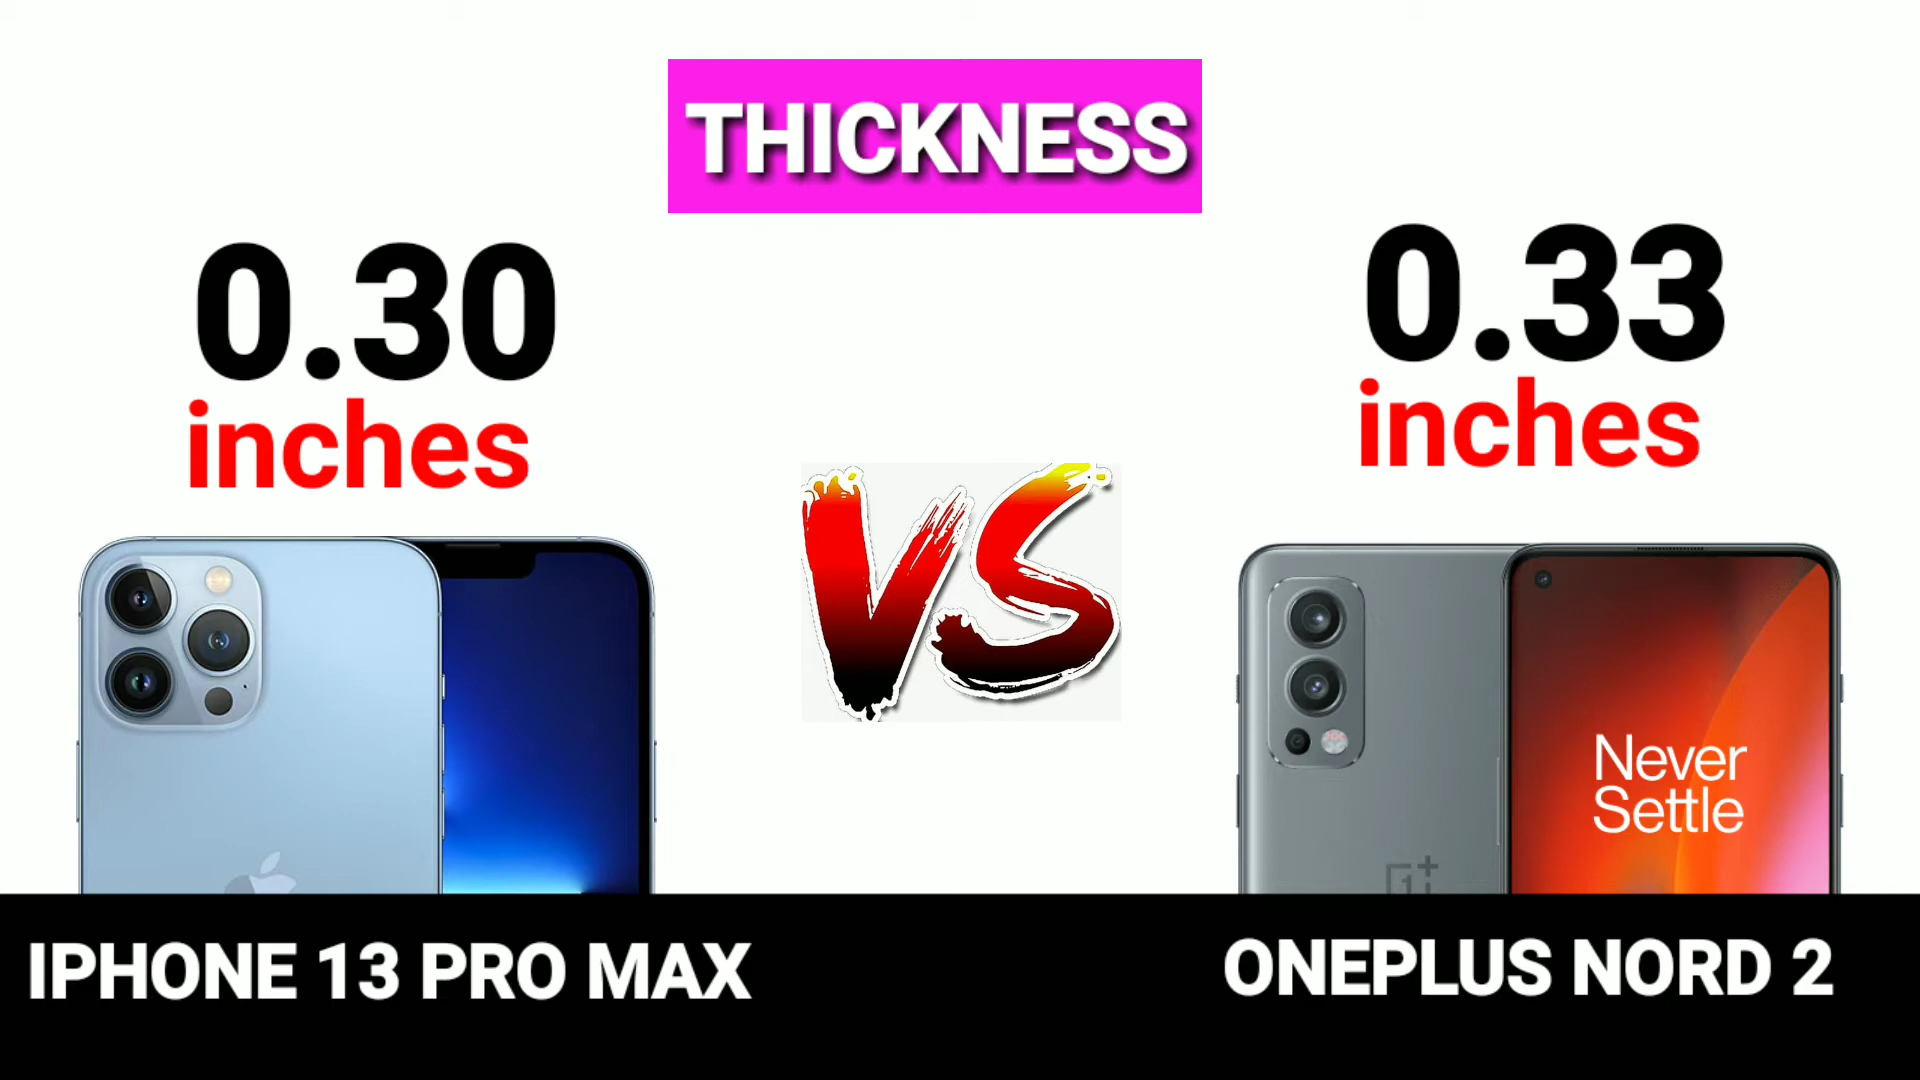 THICKNESS
0.30
inches
0.33
inches
VS
Never
Settle
IPHONE 13 PRO MAX
ONEPLUS NORD 2